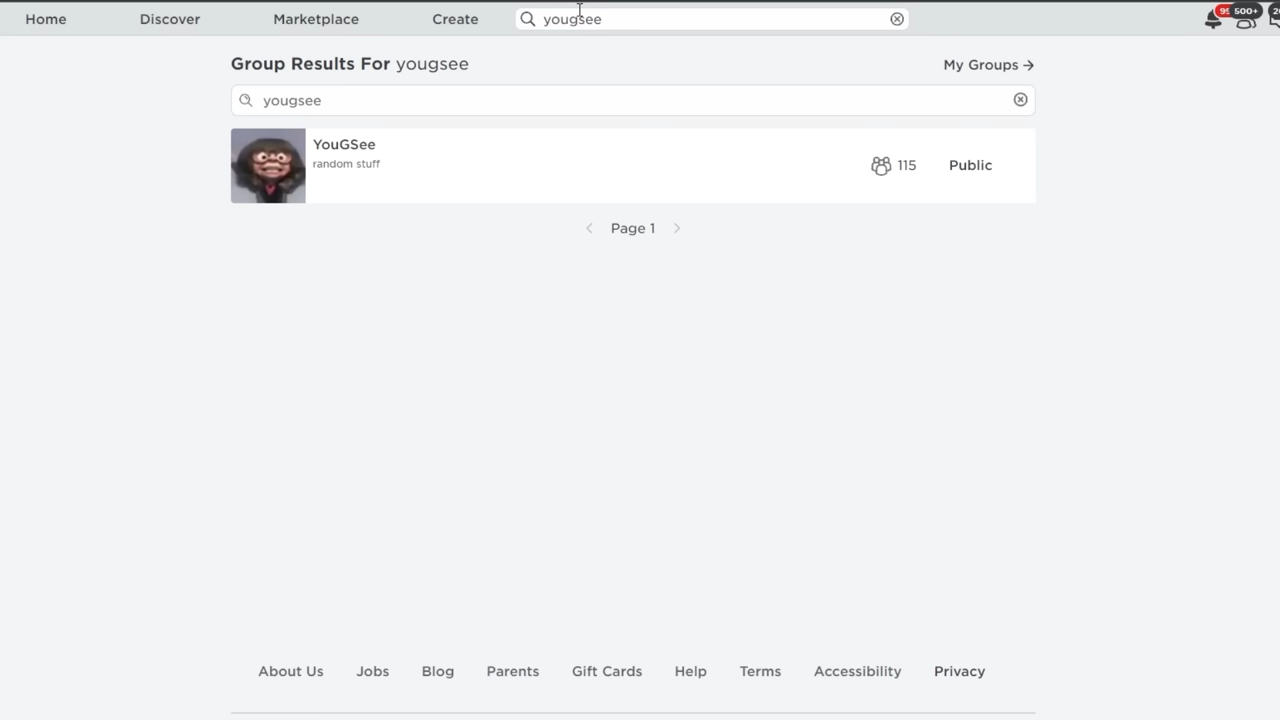 Home Discover Marketplace Create yougsee 500+
Group Results For yougsee My Groups →
yougsee
YouGSee
random stuff
115 Public
Page 1
About Us Jobs Blog Parents Gift Cards Help Terms Accessibility Privacy